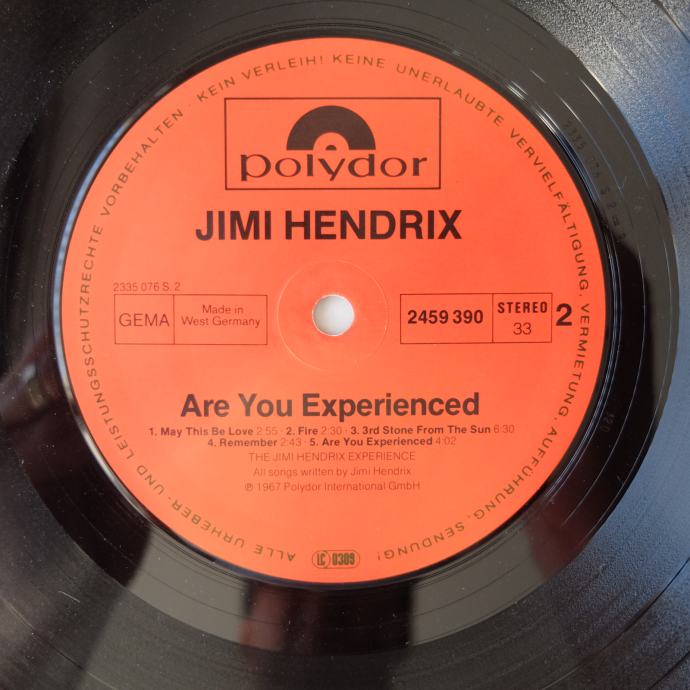 ALLE URHEBER- UND LEISTUNGSSCHUTZRECHTE VORBEHALTEN · KEIN VERLEIH! KEINE UNERLAUBTE VERVIELFÄLTIGUNG, VERMIETUNG, AUFFÜHRUNG, SENDUNG!
polydor
JIMI HENDRIX
2335 076 S. 2
GEMA
Made in
West Germany
2459 390
STEREO
33
2
Are You Experienced
1. May This Be Love 2:55 · 2. Fire 2:30 · 3. 3rd Stone From The Sun 6:30
4. Remember 2:43 · 5. Are You Experienced 4:02
THE JIMI HENDRIX EXPERIENCE
All songs written by Jimi Hendrix
℗ 1967 Polydor International GmbH
LC 0309